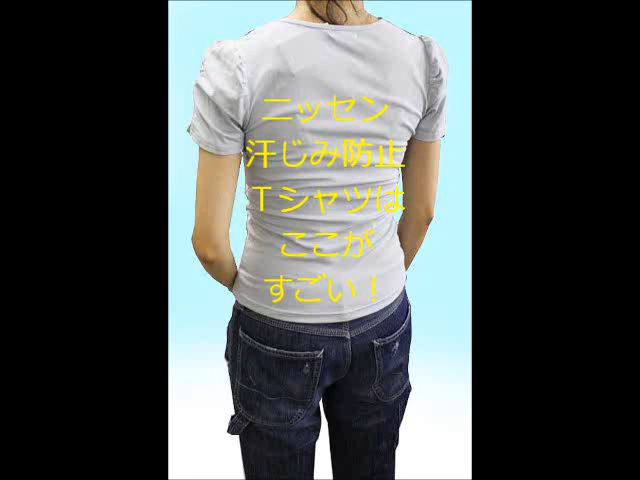 ニッセン
汗じみ防止
Ｔシャツは
ここが
すごい！